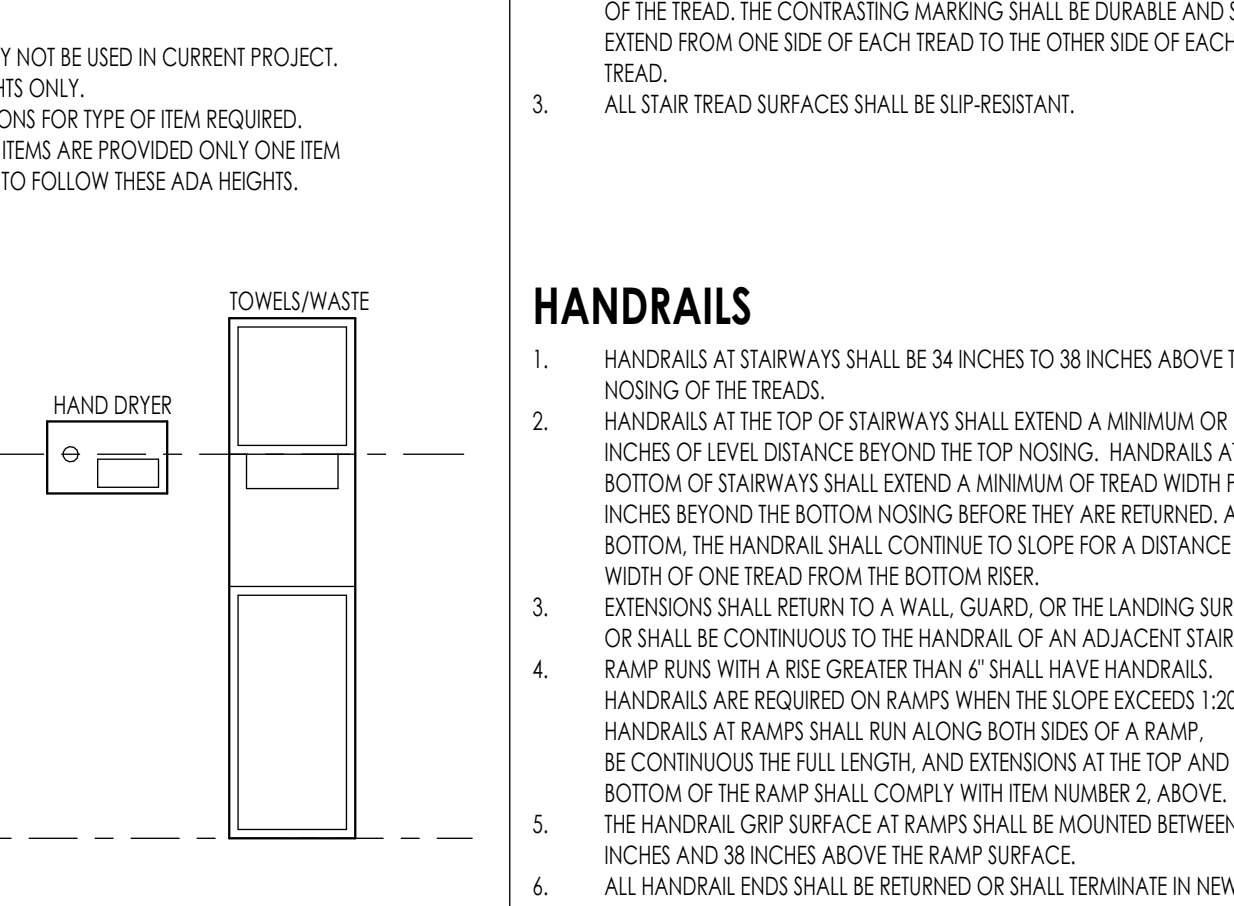 Y NOT BE USED IN CURRENT PROJECT.
HTS ONLY.
ONS FOR TYPE OF ITEM REQUIRED.
ITEMS ARE PROVIDED ONLY ONE ITEM
TO FOLLOW THESE ADA HEIGHTS.
TOWELS/WASTE
HAND DRYER
OF THE TREAD. THE CONTRASTING MARKING SHALL BE DURABLE AND S
EXTEND FROM ONE SIDE OF EACH TREAD TO THE OTHER SIDE OF EACH
TREAD.
3. ALL STAIR TREAD SURFACES SHALL BE SLIP-RESISTANT.
HANDRAILS
1. HANDRAILS AT STAIRWAYS SHALL BE 34 INCHES TO 38 INCHES ABOVE T
NOSING OF THE TREADS.
2. HANDRAILS AT THE TOP OF STAIRWAYS SHALL EXTEND A MINIMUM OR
INCHES OF LEVEL DISTANCE BEYOND THE TOP NOSING. HANDRAILS AT
BOTTOM OF STAIRWAYS SHALL EXTEND A MINIMUM OF TREAD WIDTH P
INCHES BEYOND THE BOTTOM NOSING BEFORE THEY ARE RETURNED. A
BOTTOM, THE HANDRAIL SHALL CONTINUE TO SLOPE FOR A DISTANCE
WIDTH OF ONE TREAD FROM THE BOTTOM RISER.
3. EXTENSIONS SHALL RETURN TO A WALL, GUARD, OR THE LANDING SUR
OR SHALL BE CONTINUOUS TO THE HANDRAIL OF AN ADJACENT STAIR
4. RAMP RUNS WITH A RISE GREATER THAN 6" SHALL HAVE HANDRAILS.
HANDRAILS ARE REQUIRED ON RAMPS WHEN THE SLOPE EXCEEDS 1:20
HANDRAILS AT RAMPS SHALL RUN ALONG BOTH SIDES OF A RAMP,
BE CONTINUOUS THE FULL LENGTH, AND EXTENSIONS AT THE TOP AND
BOTTOM OF THE RAMP SHALL COMPLY WITH ITEM NUMBER 2, ABOVE.
5. THE HANDRAIL GRIP SURFACE AT RAMPS SHALL BE MOUNTED BETWEEN
INCHES AND 38 INCHES ABOVE THE RAMP SURFACE.
6. ALL HANDRAIL ENDS SHALL BE RETURNED OR SHALL TERMINATE IN NEW